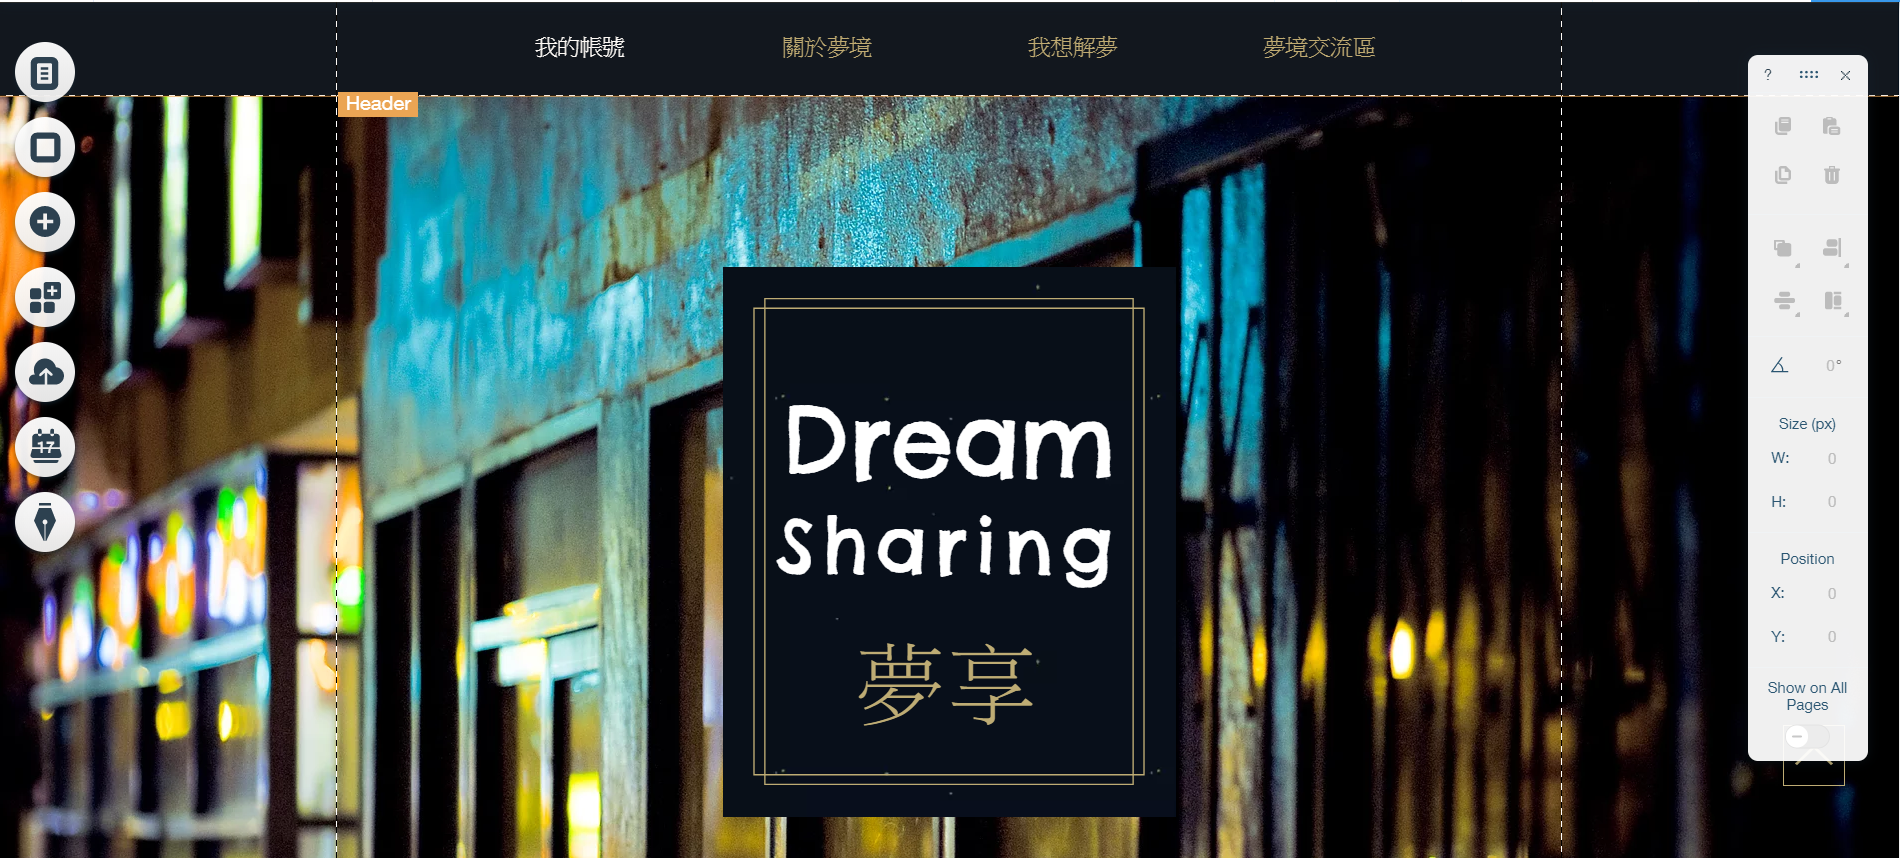 我的帳號
關於夢境
我想解夢
夢境交流區
Header
Dream
Sharing
夢享
17
?
0°
Size (px)
W: 0
H: 0
Position
X: 0
Y: 0
Show on All
Pages